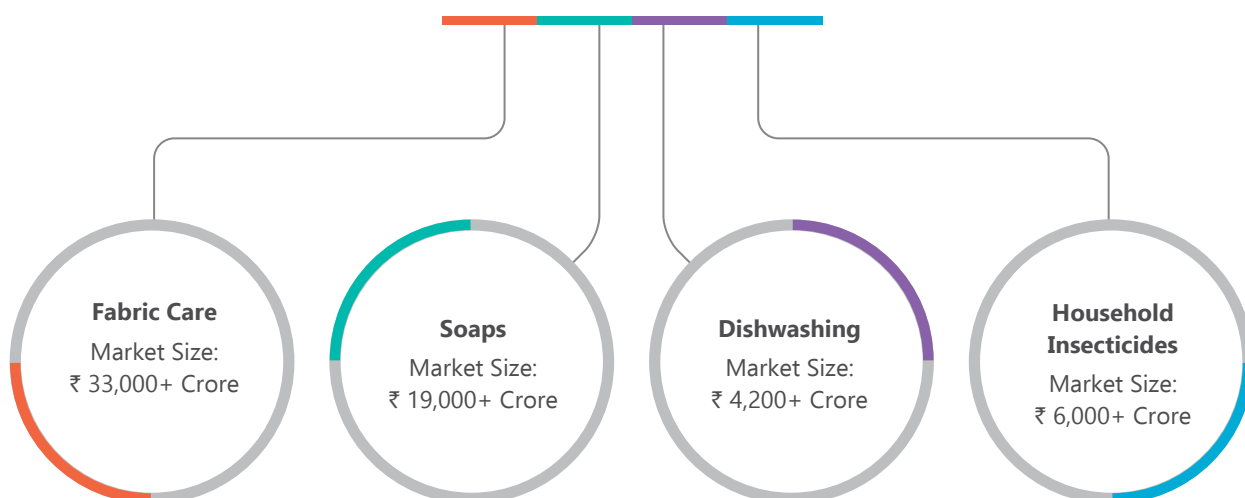 Fabric Care
Market Size:
₹ 33,000+ Crore
Soaps
Market Size:
₹ 19,000+ Crore
Dishwashing
Market Size:
₹ 4,200+ Crore
Household
Insecticides
Market Size:
₹ 6,000+ Crore